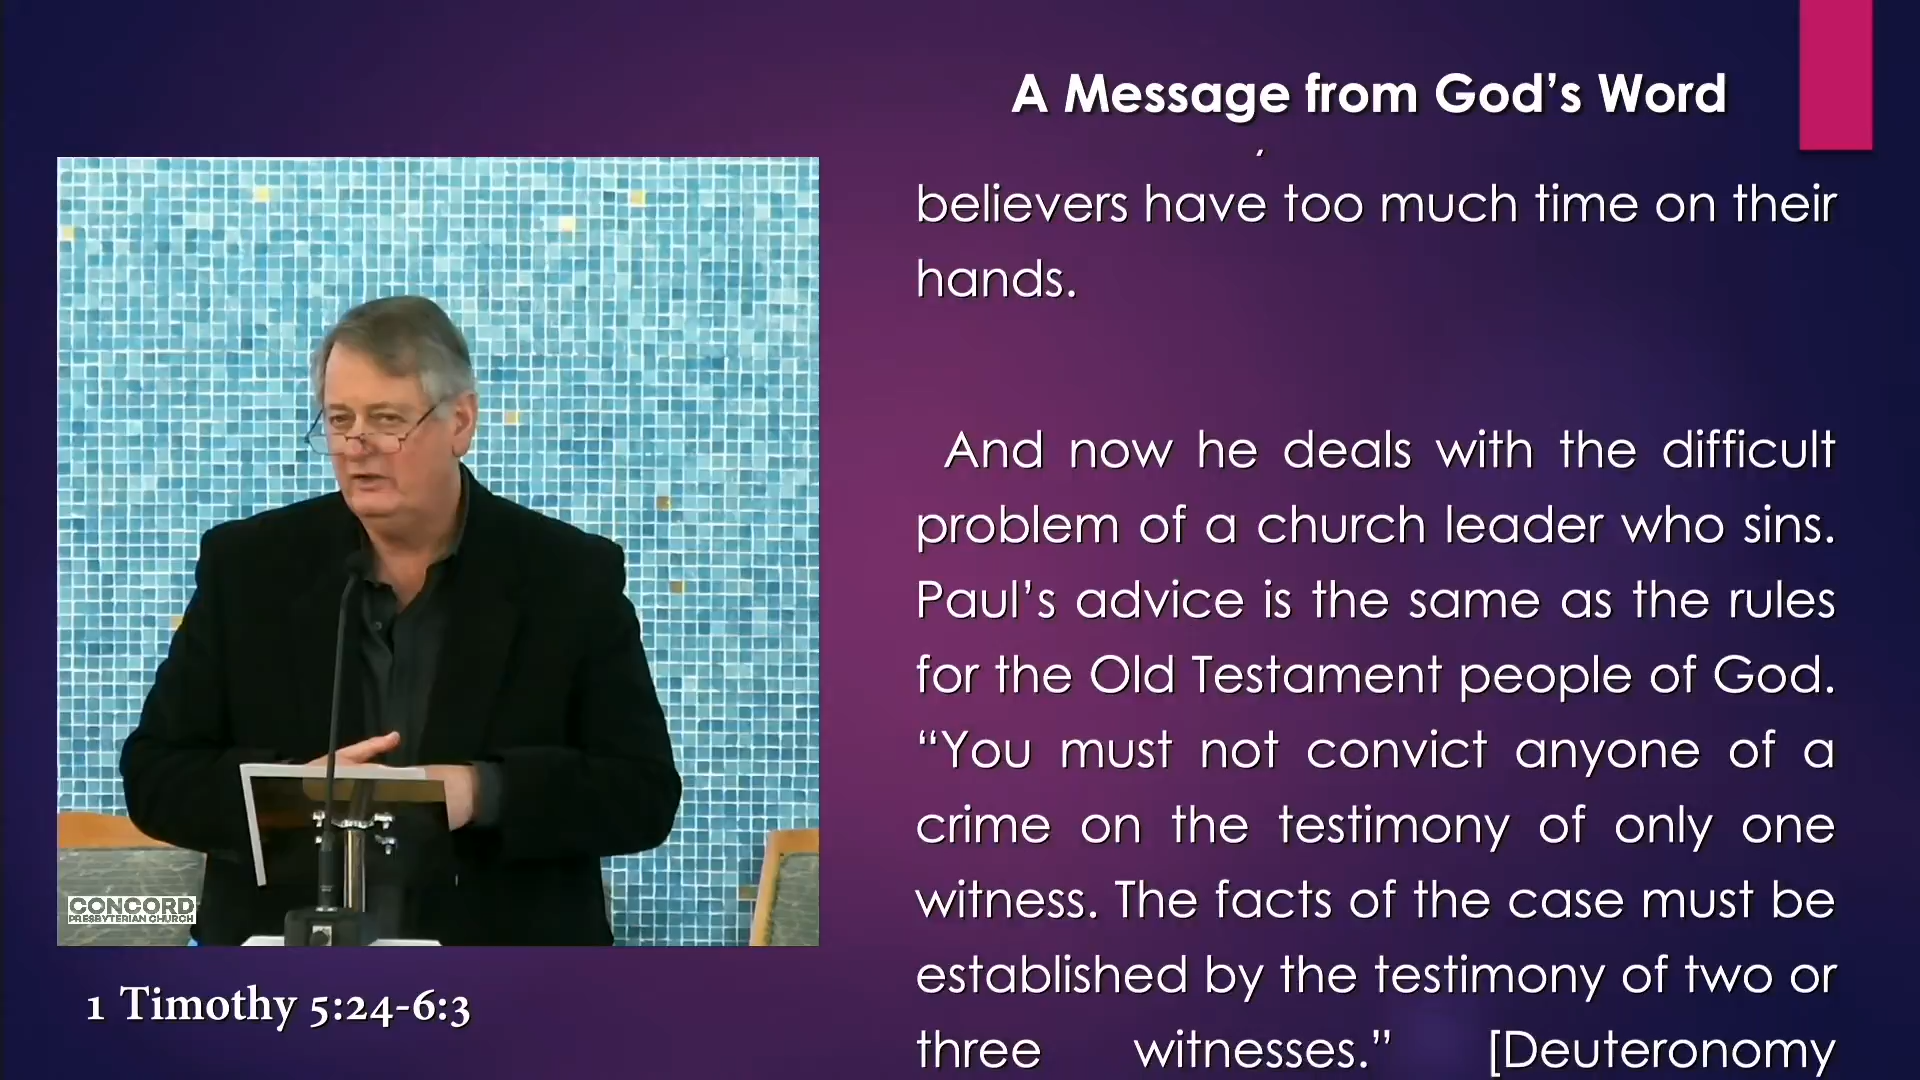 A Message from God’s Word
believers have too much time on their
hands.
And now he deals with the difficult
problem of a church leader who sins.
Paul’s advice is the same as the rules
for the Old Testament people of God.
“You must not convict anyone of a
crime on the testimony of only one
witness. The facts of the case must be
established by the testimony of two or
three witnesses.” [Deuteronomy
CONCORD
PRESBYTERIAN CHURCH
1 Timothy 5:24-6:3